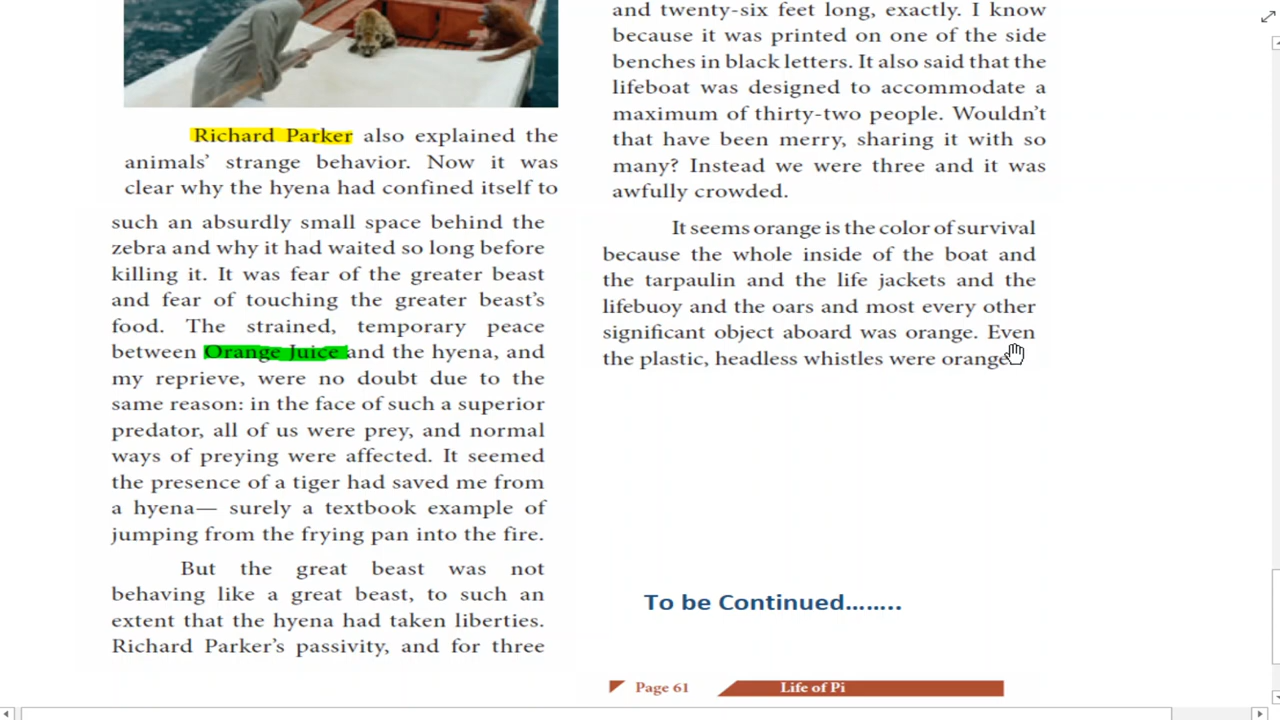 Richard Parker also explained the
animals’ strange behavior. Now it was
clear why the hyena had confined itself to
such an absurdly small space behind the
zebra and why it had waited so long before
killing it. It was fear of the greater beast
and fear of touching the greater beast’s
food. The strained, temporary peace
between Orange Juice and the hyena, and
my reprieve, were no doubt due to the
same reason: in the face of such a superior
predator, all of us were prey, and normal
ways of preying were affected. It seemed
the presence of a tiger had saved me from
a hyena— surely a textbook example of
jumping from the frying pan into the fire.
But the great beast was not
behaving like a great beast, to such an
extent that the hyena had taken liberties.
Richard Parker’s passivity, and for three
and twenty-six feet long, exactly. I know
because it was printed on one of the side
benches in black letters. It also said that the
lifeboat was designed to accommodate a
maximum of thirty-two people. Wouldn’t
that have been merry, sharing it with so
many? Instead we were three and it was
awfully crowded.
It seems orange is the color of survival
because the whole inside of the boat and
the tarpaulin and the life jackets and the
lifebuoy and the oars and most every other
significant object aboard was orange. Even
the plastic, headless whistles were orange
To be Continued........
Page 61
Life of Pi